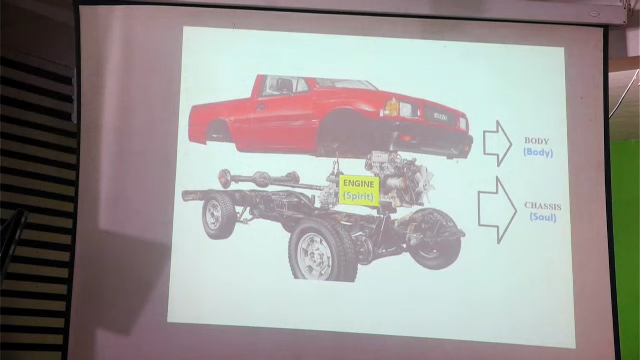 BODY
(Body)
ENGINE
(Spirit)
CHASSIS
(Soul)